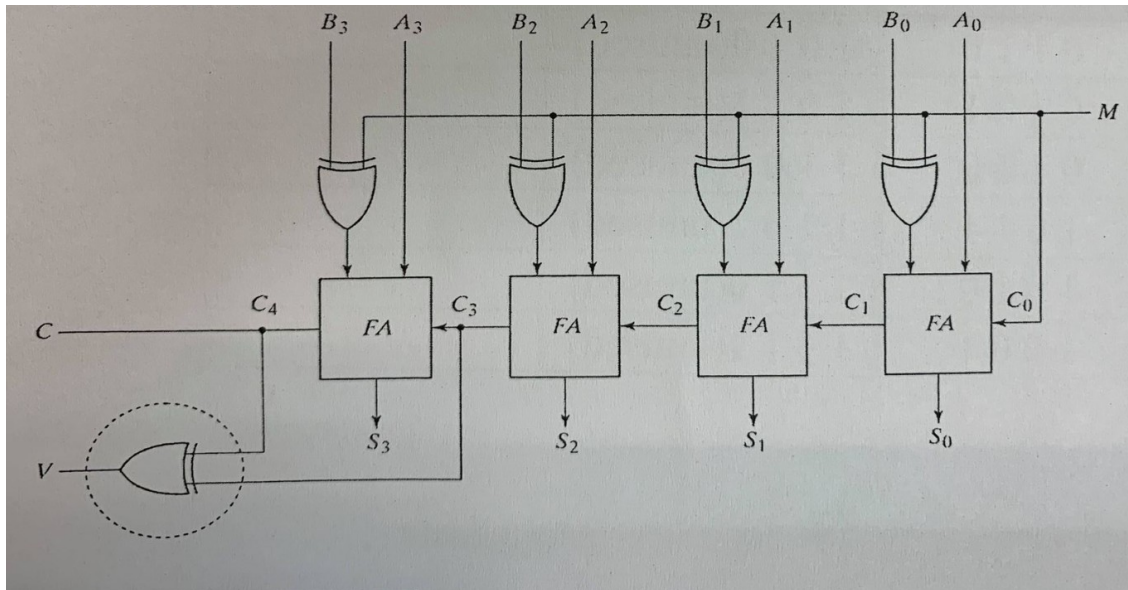 B₃ A₃ B₂ A₂ B₁ A₁ B₀ A₀
M
C₄ C₃ C₂ C₁ C₀
C FA FA FA FA
S₃ S₂ S₁ S₀
V